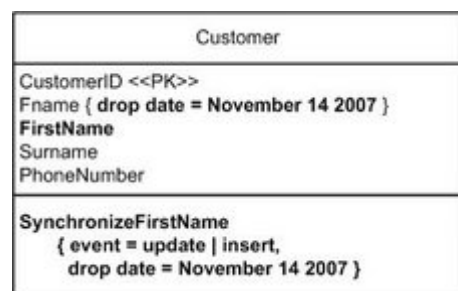 Customer
CustomerID <<PK>>
Fname { drop date = November 14 2007 }
FirstName
Surname
PhoneNumber
SynchronizeFirstName
{ event = update | insert,
drop date = November 14 2007 }